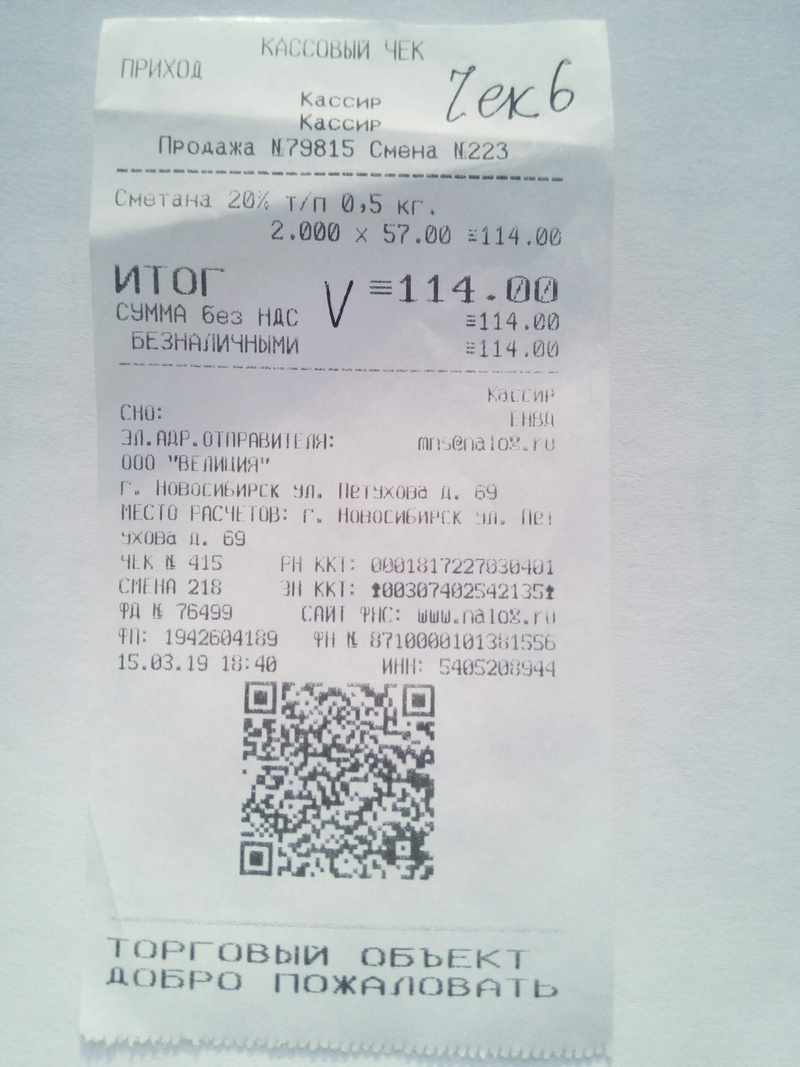 КАССОВЫЙ ЧЕК
ПРИХОД
Чек 6
Кассир
Кассир
Продажа №79815 Смена №223
Сметана 20% т/п 0,5 кг.
2.000 x 57.00 ≡114.00
ИТОГ V ≡114.00
СУММА без НДС ≡114.00
БЕЗНАЛИЧНЫМИ ≡114.00
Кассир
СНО: ЕНВД
ЭЛ.АДР.ОТПРАВИТЕЛЯ: mns@nalog.ru
ООО "ВЕЛИЦИЯ"
г. Новосибирск ул. Петухова д. 69
МЕСТО РАСЧЕТОВ: г. Новосибирск ул. Пет
ухова д. 69
ЧЕК № 415 РН ККТ: 0001817227030401
СМЕНА 218 ЗН ККТ: 00307402542135
ФД № 76499 САЙТ ФНС: www.nalog.ru
ФП: 1942604189 ФН № 8710000101381556
15.03.19 18:40 ИНН: 5405208944
ТОРГОВЫЙ ОБЪЕКТ
ДОБРО ПОЖАЛОВАТЬ